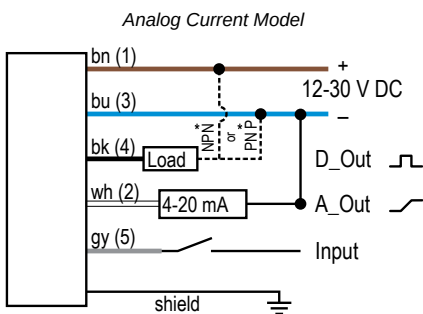 Analog Current Model
bn (1)
+
12-30 V DC
bu (3)
–
*
NPN
or
*
PNP
bk (4)
Load
D_Out
wh (2)
4-20 mA
A_Out
gy (5)
Input
shield